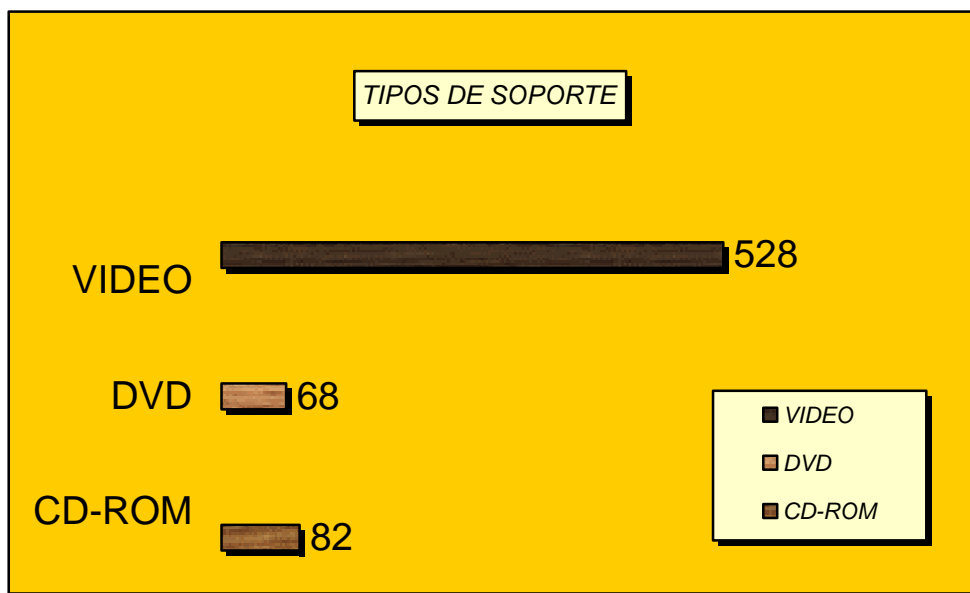 TIPOS DE SOPORTE
VIDEO 528
DVD 68
CD-ROM 82
VIDEO
DVD
CD-ROM